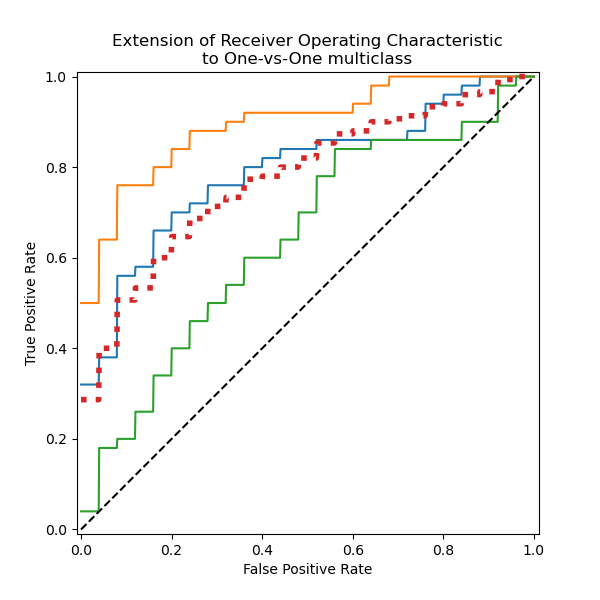 Extension of Receiver Operating Characteristic
to One-vs-One multiclass
True Positive Rate
1.0
0.8
0.6
0.4
0.2
0.0
0.0 0.2 0.4 0.6 0.8 1.0
False Positive Rate